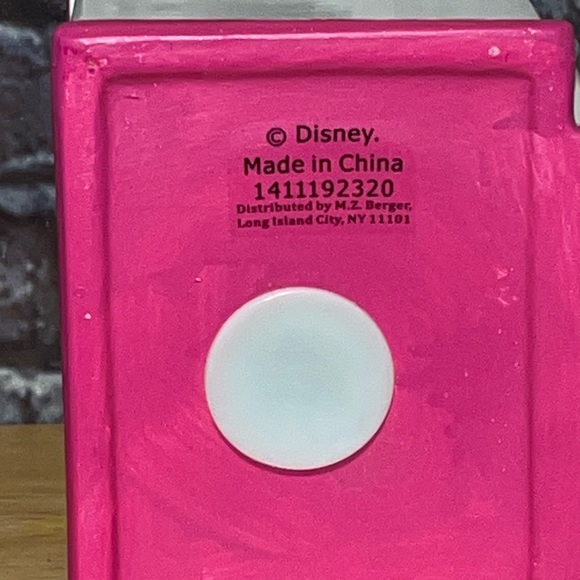 © Disney.
Made in China
1411192320
Distributed by M.Z. Berger,
Long Island City, NY 11101